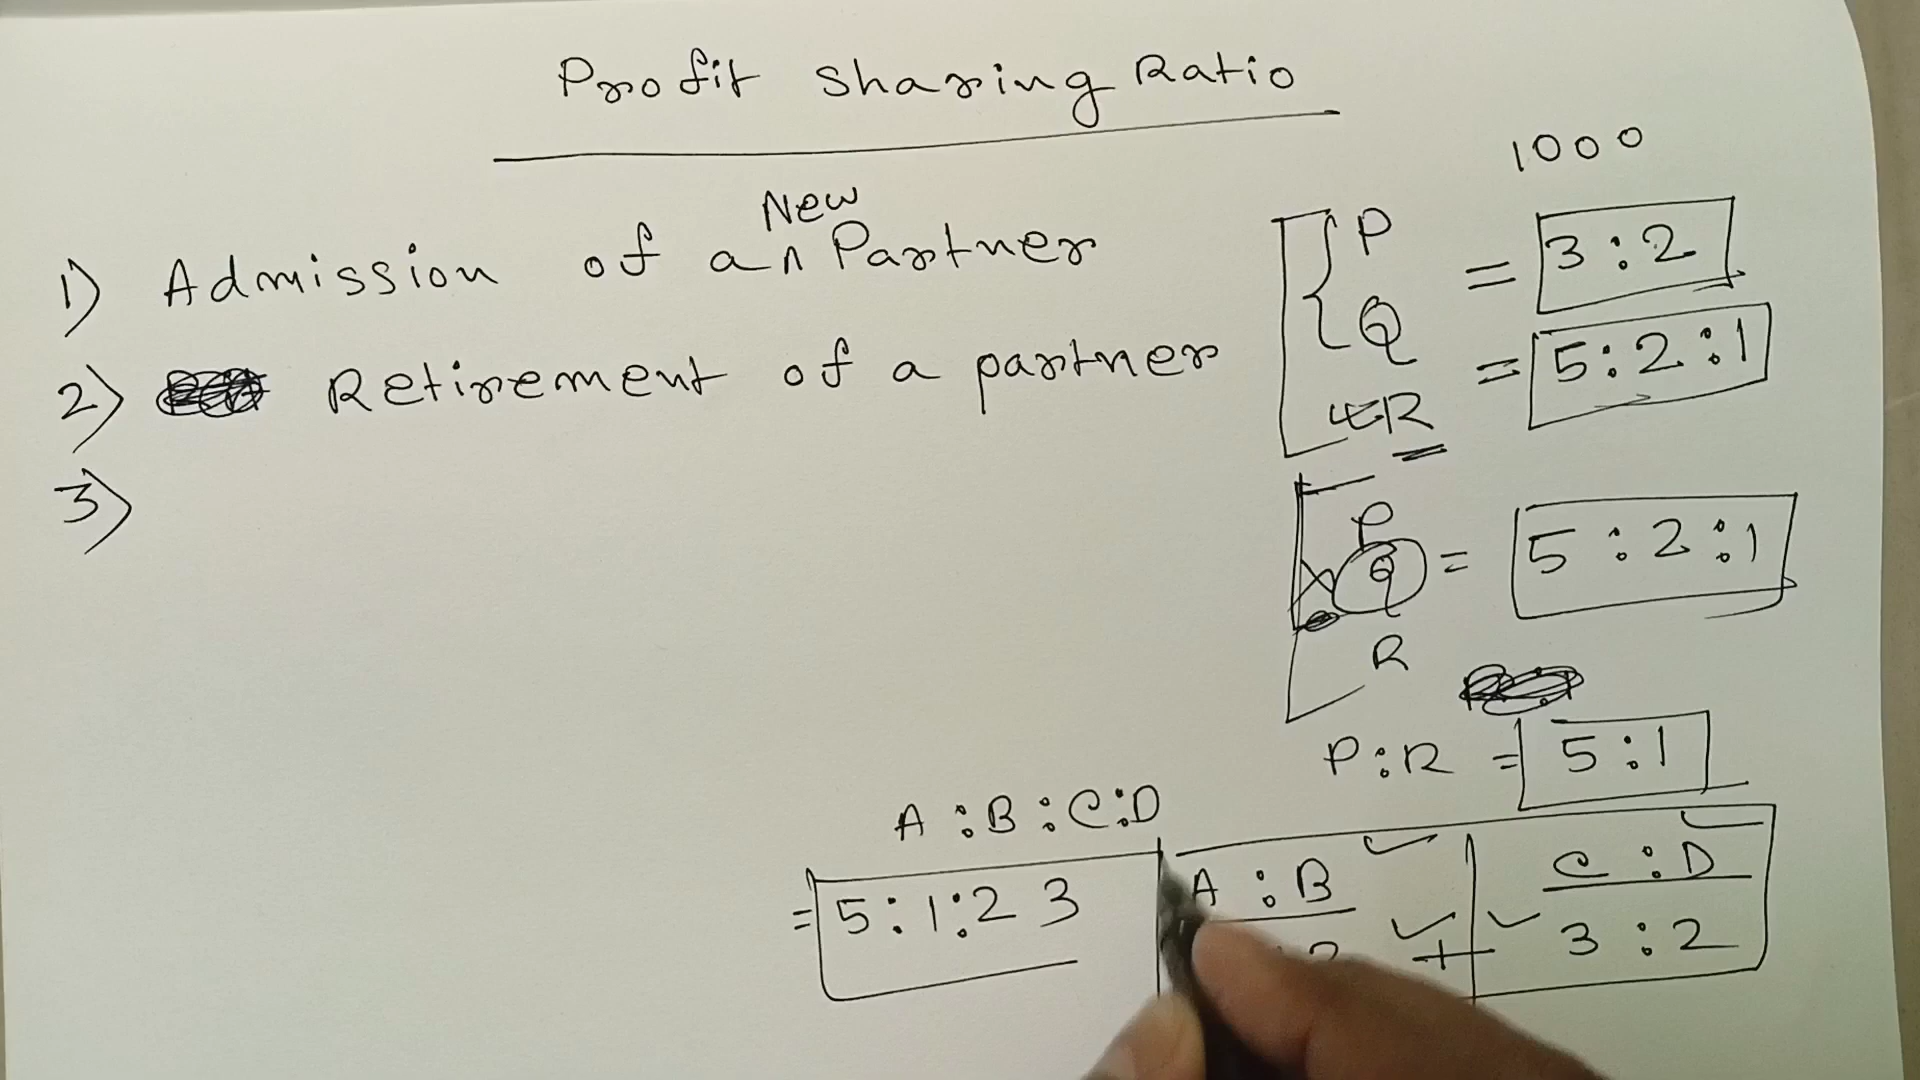 Profit Sharing Ratio
1) Admission of a New Partner
2) Retirement of a partner
3)
1000
P
Q
= 3:2
= 5:2:1
R
P
Q = 5:2:1
R
P:R = 5:1
A:B:C:D
= 5:1:2 3
A:B
C:D
+ 3:2